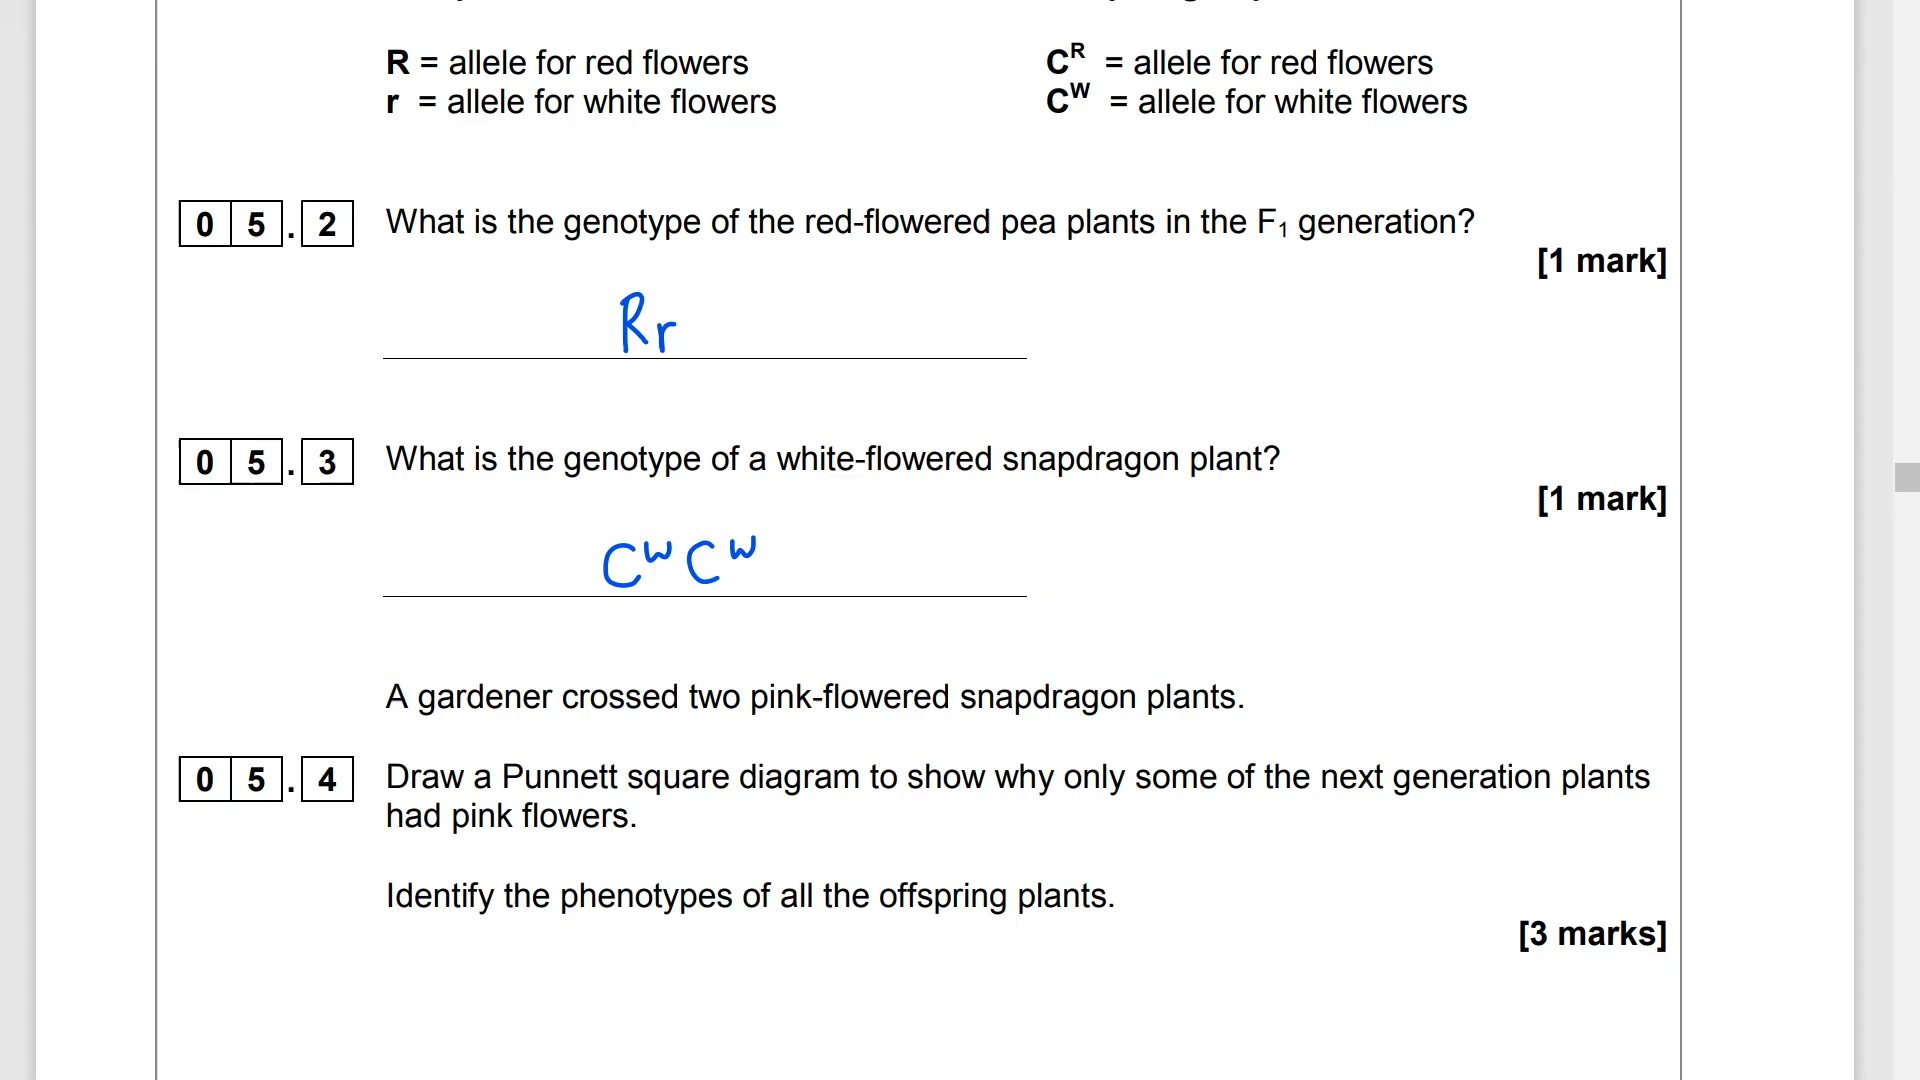 R = allele for red flowers
Cᴿ = allele for red flowers
r = allele for white flowers
Cᵂ = allele for white flowers
0 5 . 2 What is the genotype of the red-flowered pea plants in the F₁ generation?
[1 mark]
Rr
0 5 . 3 What is the genotype of a white-flowered snapdragon plant?
[1 mark]
Cᵂ Cᵂ
A gardener crossed two pink-flowered snapdragon plants.
0 5 . 4 Draw a Punnett square diagram to show why only some of the next generation plants
had pink flowers.
Identify the phenotypes of all the offspring plants.
[3 marks]